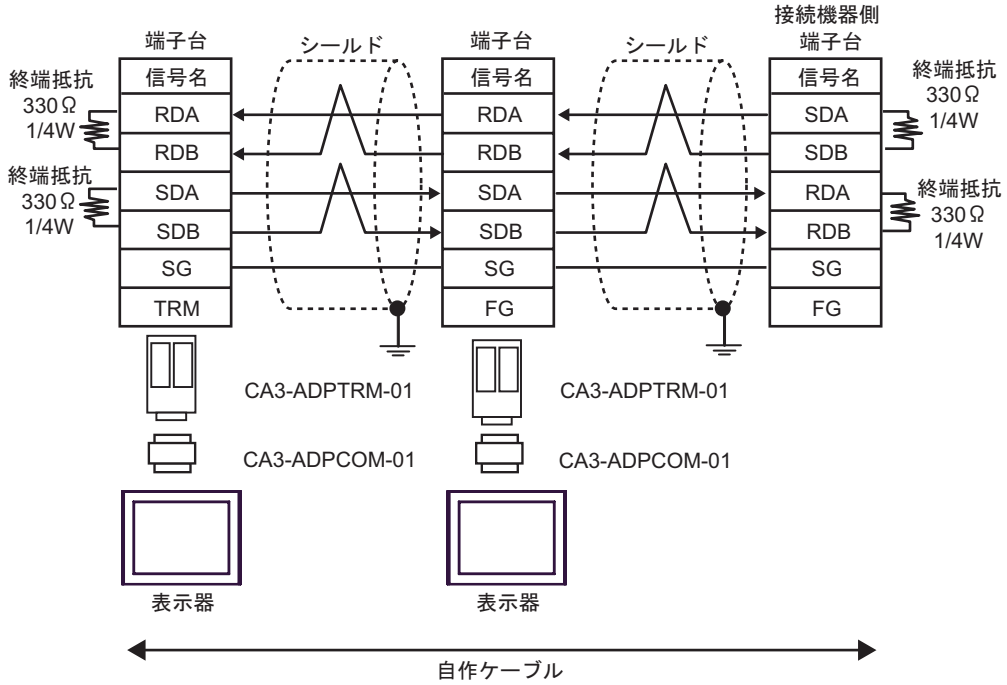 接続機器側
端子台
シールド
端子台
シールド
端子台
信号名
信号名
信号名
終端抵抗
330Ω
1/4W
RDA
RDA
SDA
終端抵抗
330Ω
1/4W
RDB
RDB
SDB
終端抵抗
330Ω
1/4W
SDA
SDA
RDA
終端抵抗
330Ω
1/4W
SDB
SDB
RDB
SG
SG
SG
TRM
FG
FG
CA3-ADPTRM-01
CA3-ADPTRM-01
CA3-ADPCOM-01
CA3-ADPCOM-01
表示器
表示器
自作ケーブル